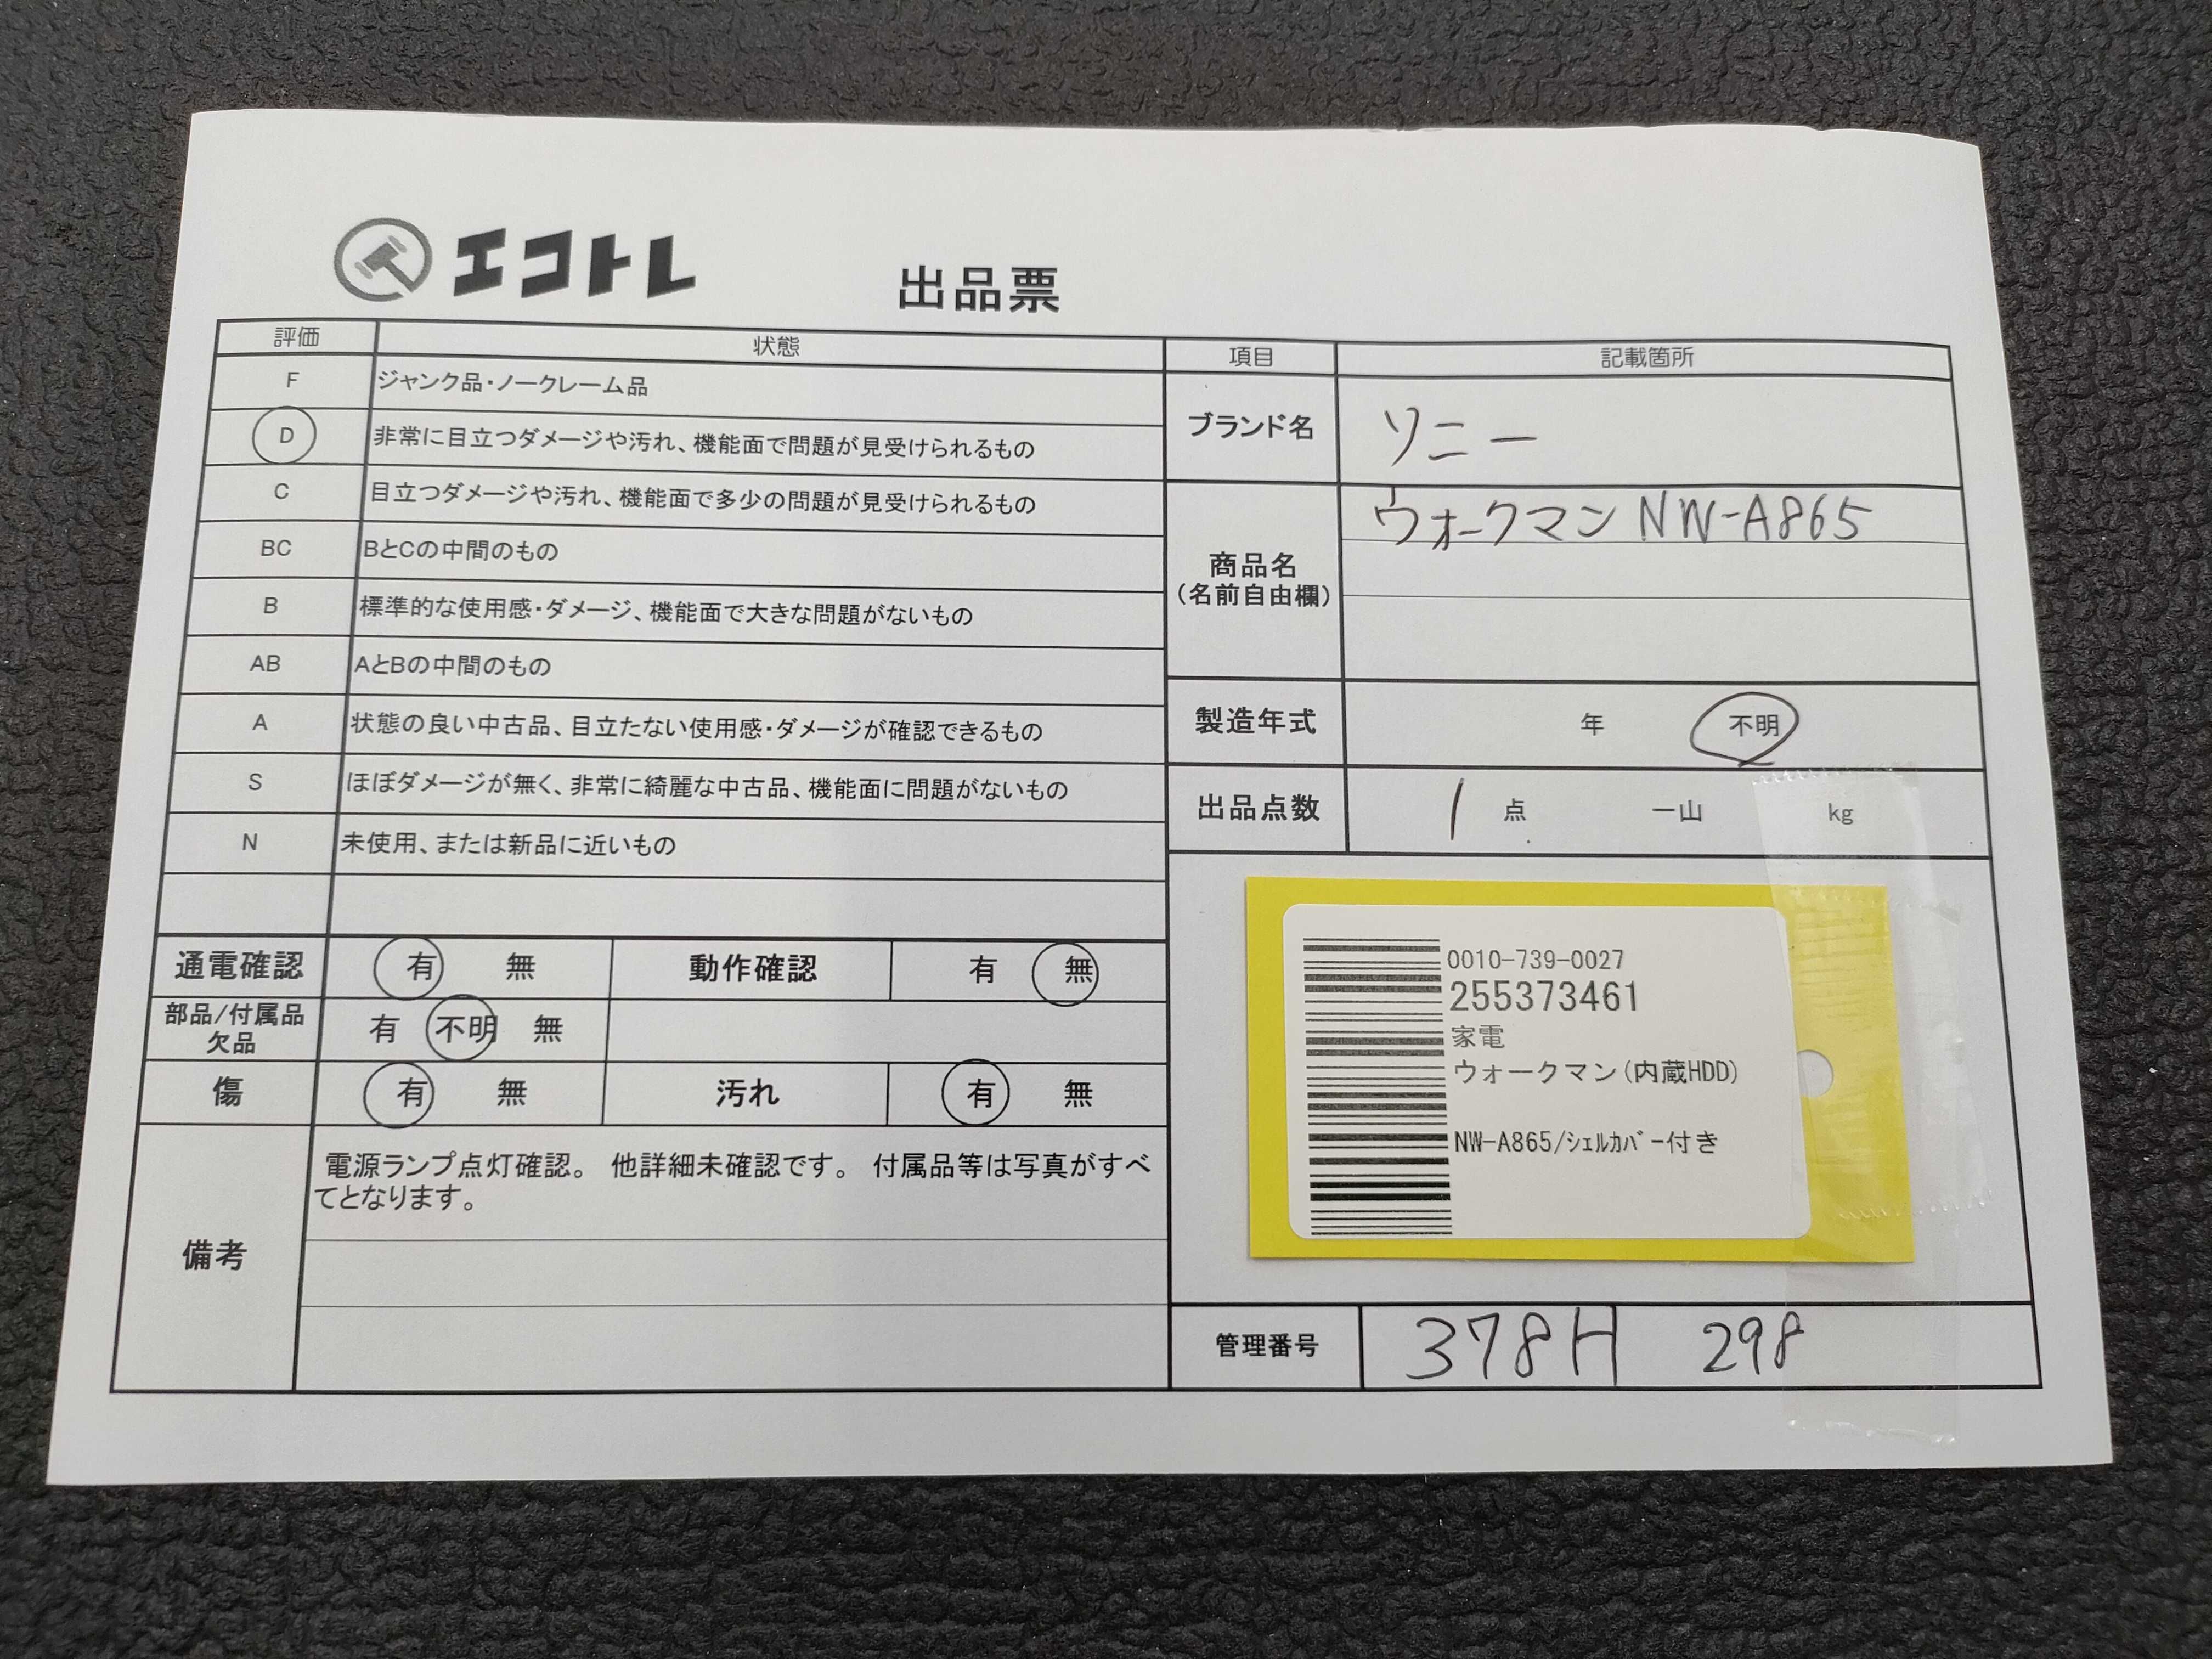 エコトレ
出品票
評価 状態
F ジャンク品・ノークレーム品
D 非常に目立つダメージや汚れ、機能面で問題が見受けられるもの
C 目立つダメージや汚れ、機能面で多少の問題が見受けられるもの
BC BとCの中間のもの
B 標準的な使用感・ダメージ、機能面で大きな問題がないもの
AB AとBの中間のもの
A 状態の良い中古品、目立たない使用感・ダメージが確認できるもの
S ほぼダメージが無く、非常に綺麗な中古品、機能面に問題がないもの
N 未使用、または新品に近いもの
通電確認 有 無 動作確認 有 無
部品/付属品
欠品 有 不明 無
傷 有 無 汚れ 有 無
備考
電源ランプ点灯確認。 他詳細未確認です。 付属品等は写真がすべ
てとなります。
項目 記載箇所
ブランド名 ソニー
商品名
(名前自由欄)
ウォークマン NW-A865
製造年式 年 不明
出品点数 1 点 一山 kg
0010-739-0027
255373461
家電
ウォークマン(内蔵HDD)
NW-A865/ｼｪﾙｶﾊﾞｰ付き
管理番号 378H 298